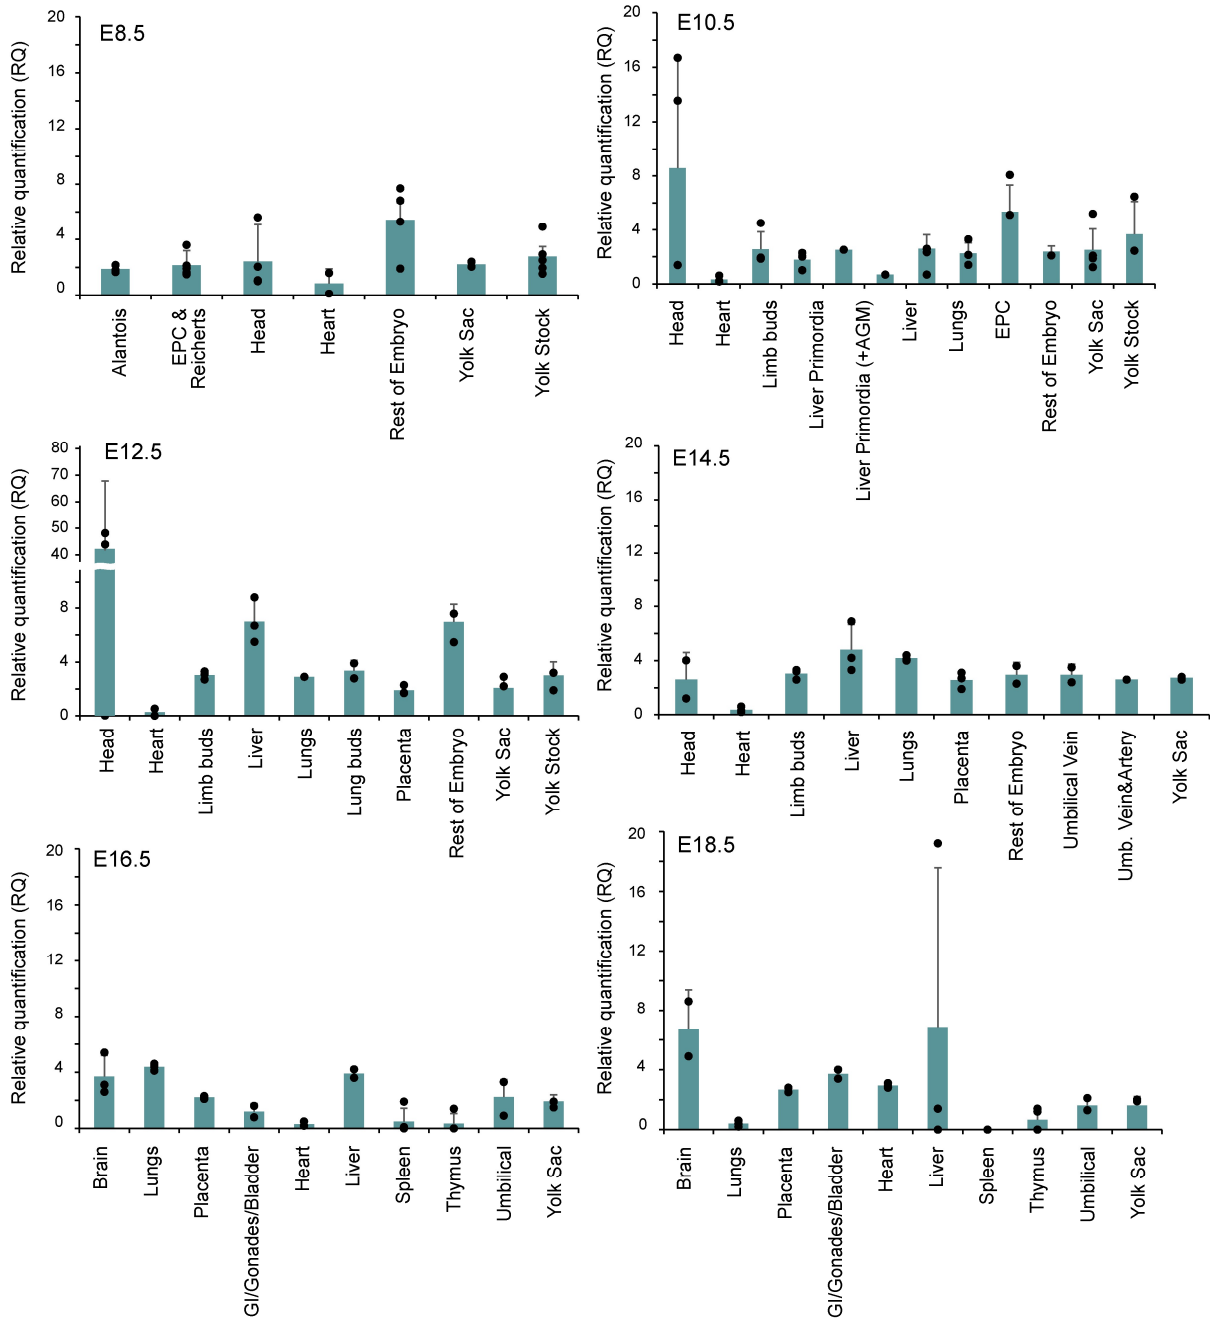 E8.5
Relative quantification (RQ)
20
16
12
8
4
0
Alantois
EPC &
Reicherts
Head
Heart
Rest of Embryo
Yolk Sac
Yolk Stock
E10.5
Relative quantification (RQ)
20
16
12
8
4
0
Head
Heart
Limb buds
Liver Primordia
Liver Primordia (+AGMI)
Liver
Lungs
EPC
Rest of Embryo
Yolk Sac
Yolk Stock
E12.5
Relative quantification (RQ)
80
70
60
50
40
8
4
0
Head
Heart
Limb buds
Liver
Lungs
Lung buds
Placenta
Rest of Embryo
Yolk Sac
Yolk Stock
E14.5
Relative quantification (RQ)
20
16
12
8
4
0
Head
Heart
Limb buds
Liver
Lungs
Placenta
Rest of Embryo
Umbilical Vein
Umb. Vein&Artery
Yolk Sac
E16.5
Relative quantification (RQ)
20
16
12
8
4
0
Brain
Lungs
Placenta
GI/Gonades/Bladder
Heart
Liver
Spleen
Thymus
Umbilical
Yolk Sac
E18.5
Relative quantification (RQ)
20
16
12
8
4
0
Brain
Lungs
Placenta
GI/Gonades/Bladder
Heart
Liver
Spleen
Thymus
Umbilical
Yolk Sac